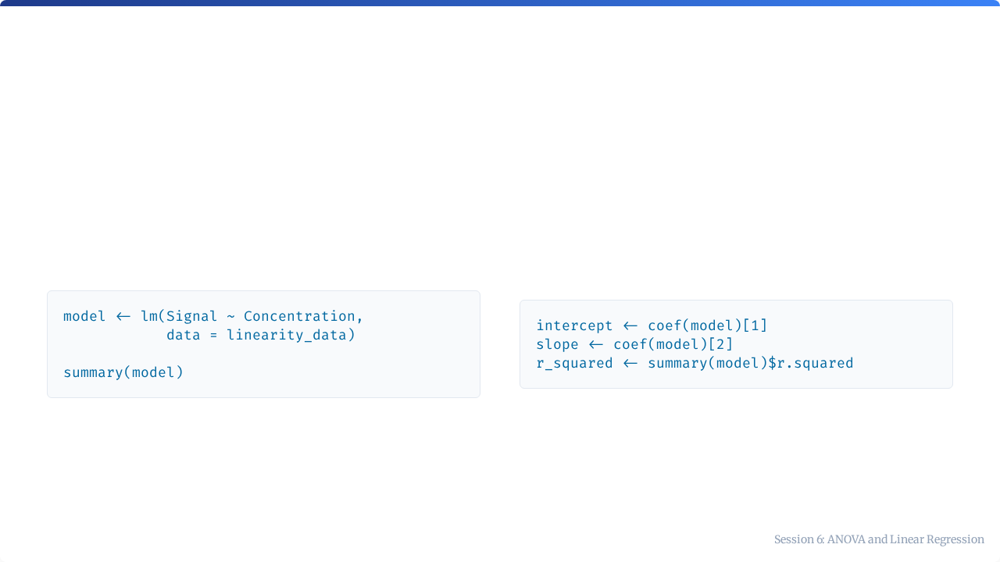 model <- lm(Signal ~ Concentration,
            data = linearity_data)

summary(model)
intercept <- coef(model)[1]
slope <- coef(model)[2]
r_squared <- summary(model)$r.squared
Session 6: ANOVA and Linear Regression